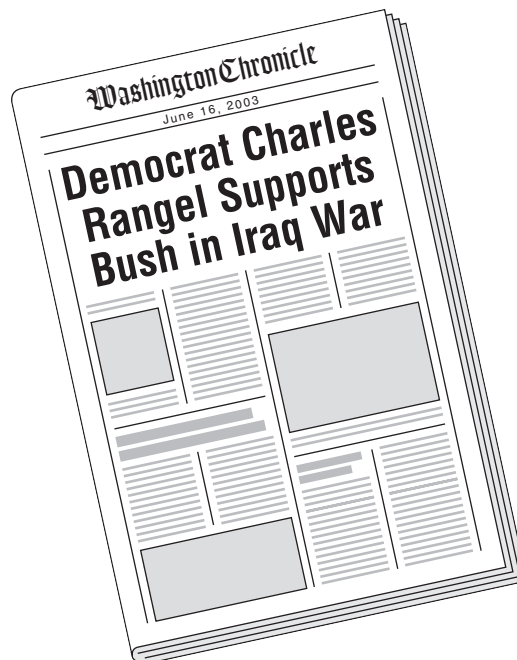 Washington Chronicle
June 16, 2003
Democrat Charles
Rangel Supports
Bush in Iraq War